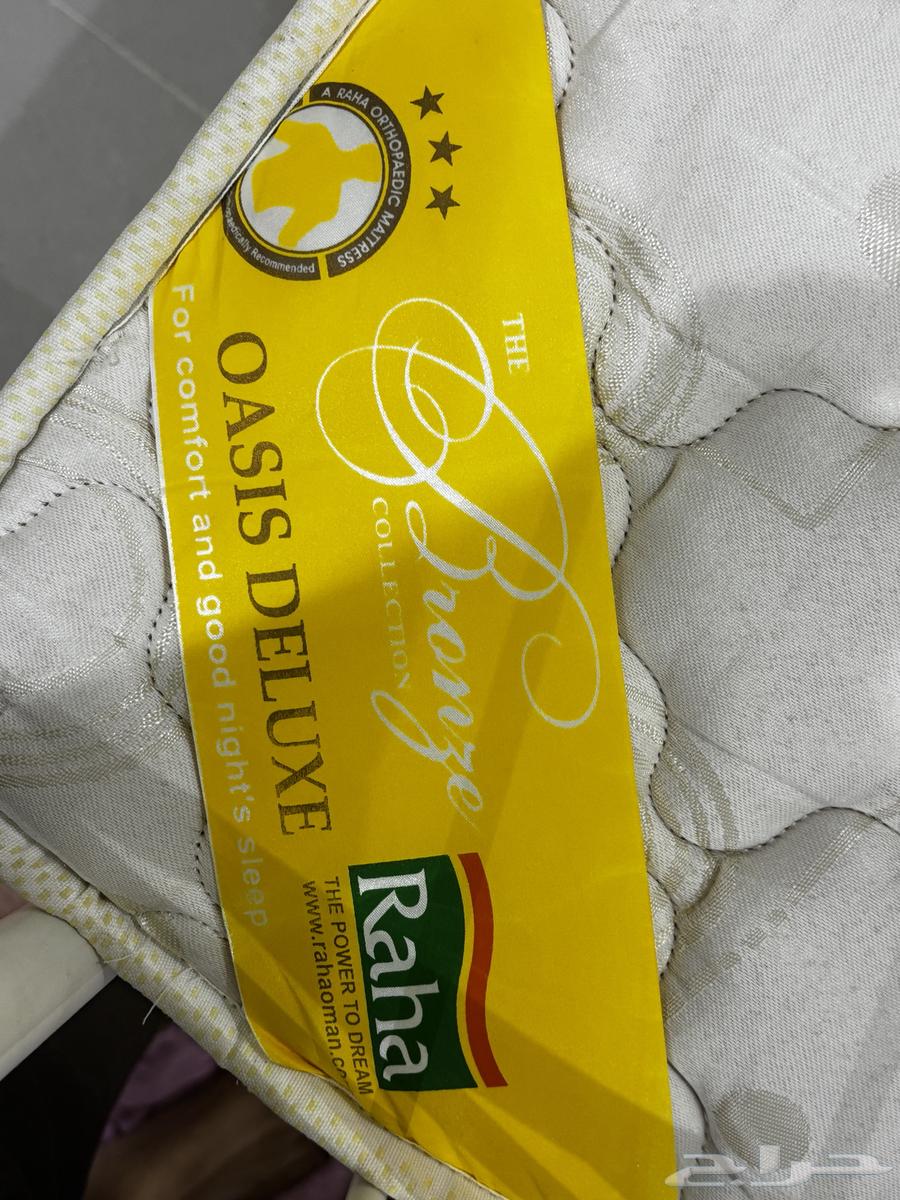 A RAHA ORTHOPAEDIC MATTRESS
Recommended
THE
Bronze
COLLECTION
OASIS DELUXE
For comfort and good night's sleep
Raha
THE POWER TO DREAM
www.rahaoman.co
حراج